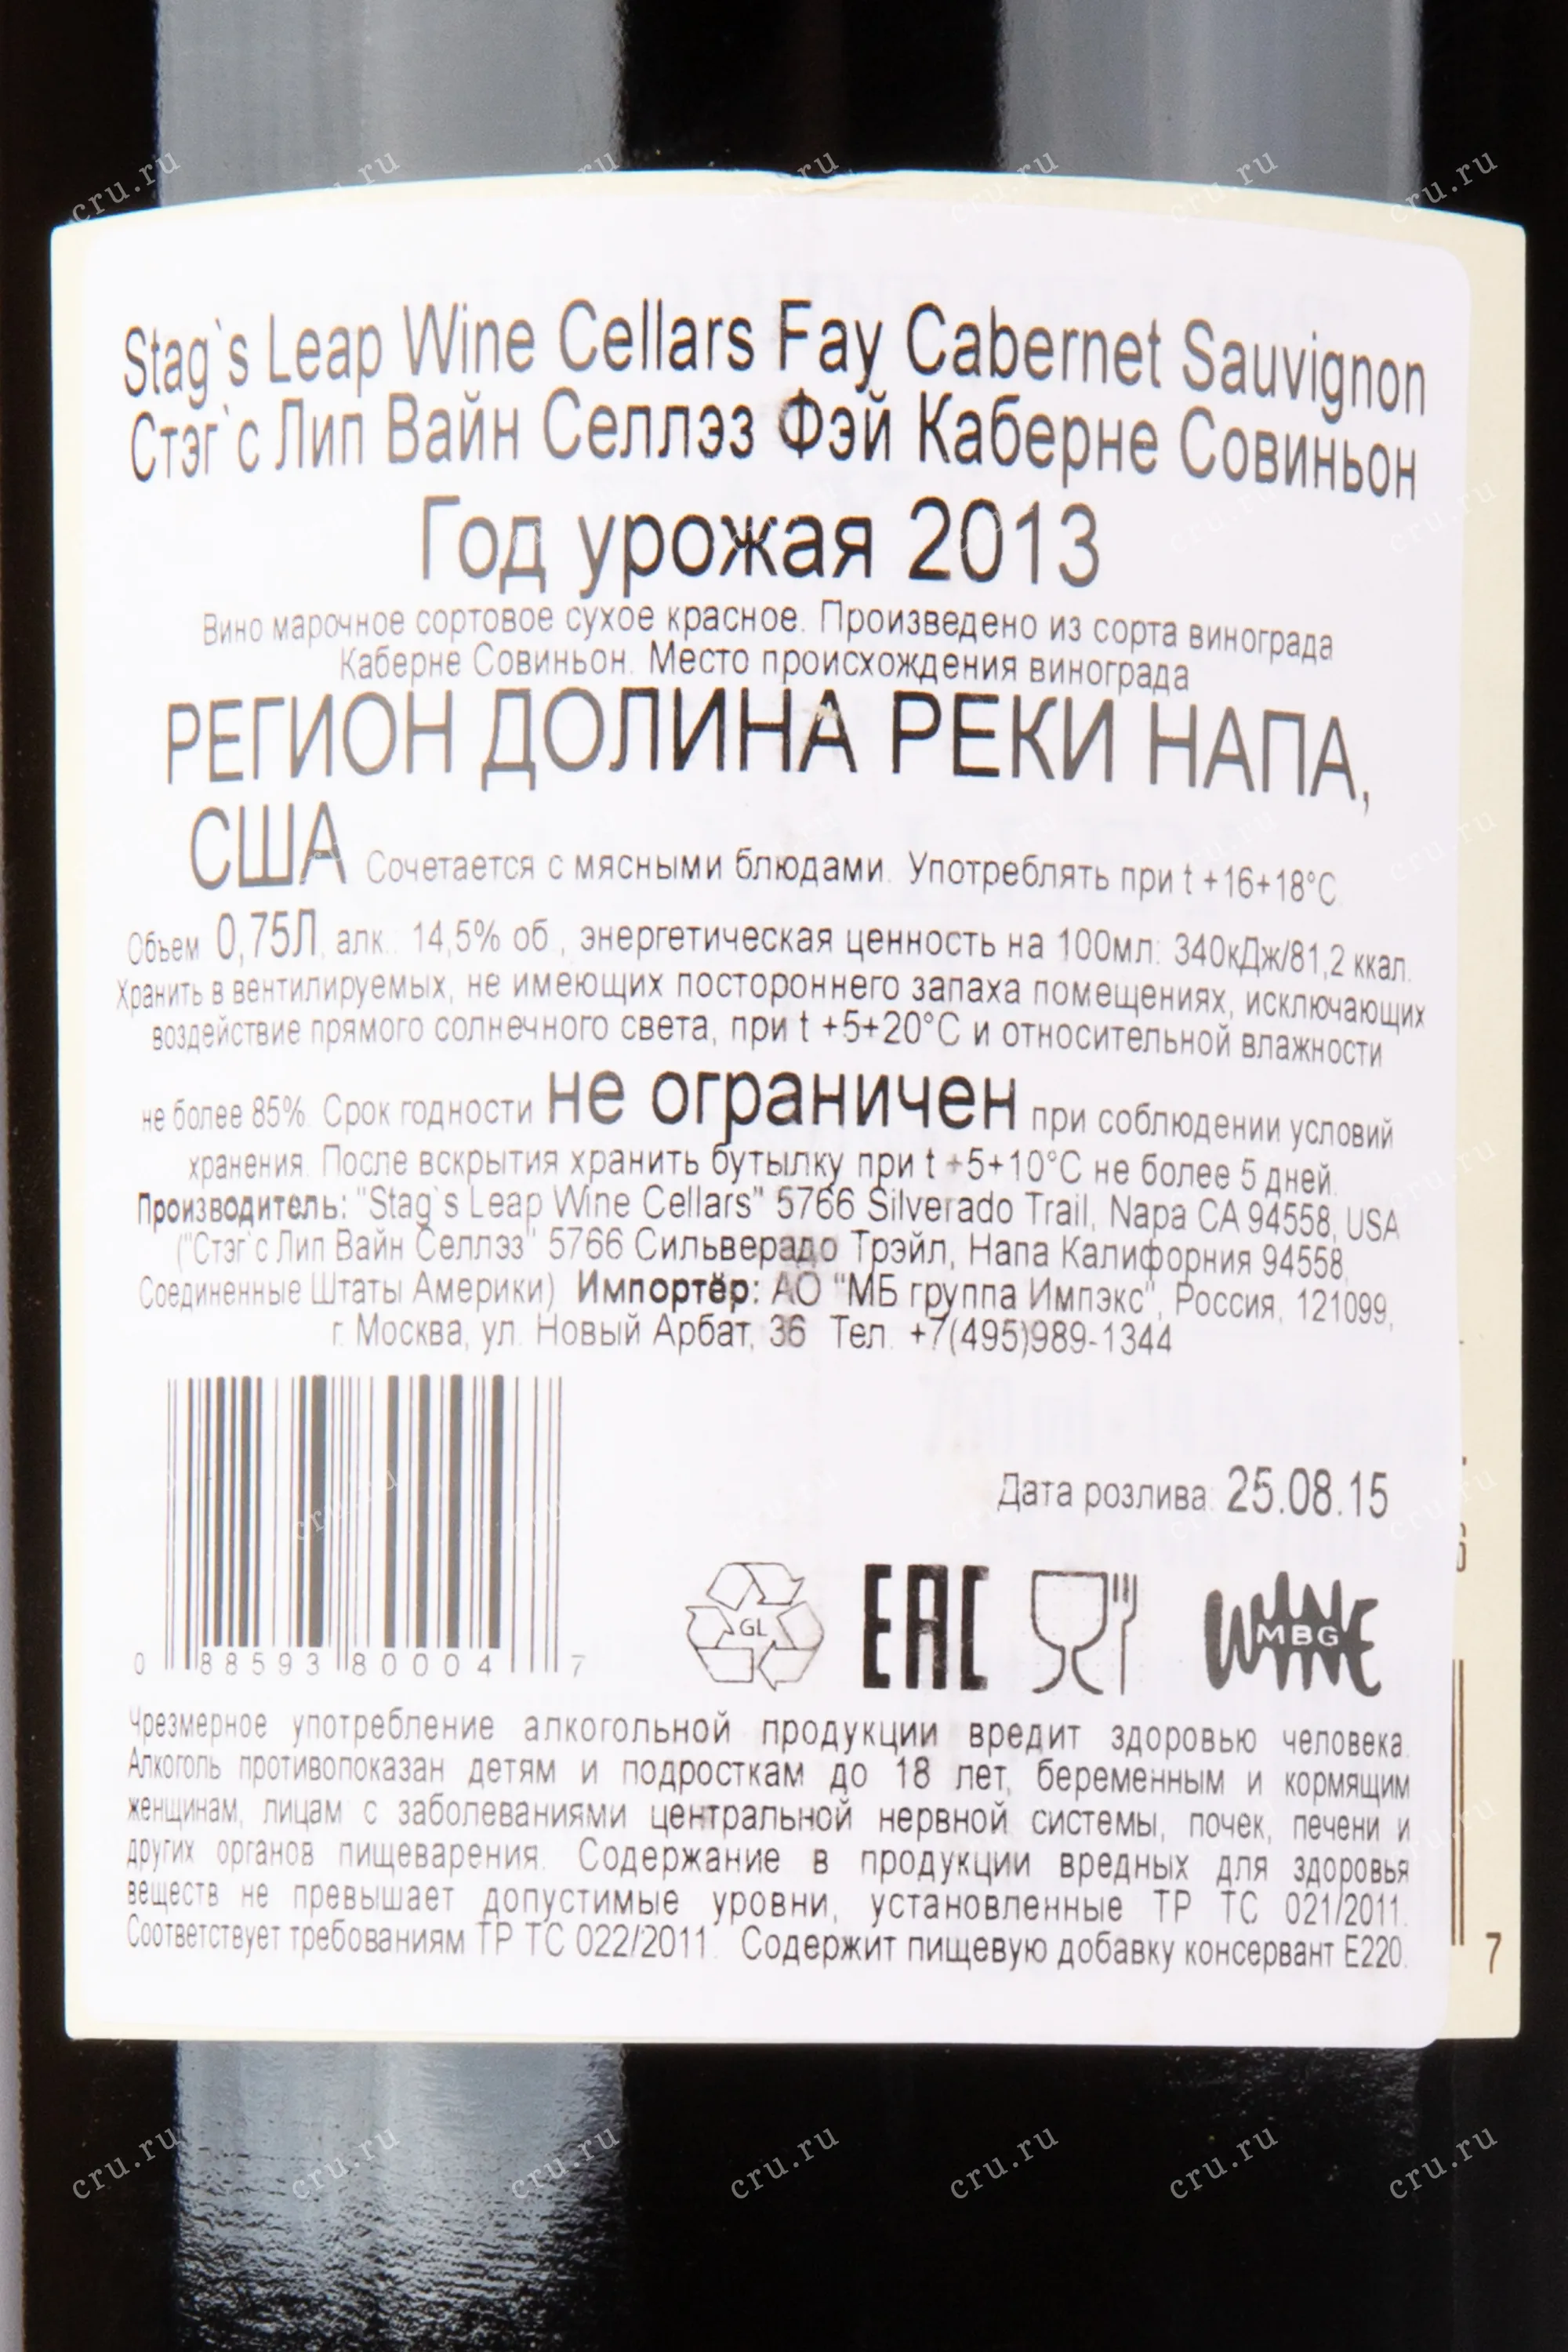 Stag`s Leap Wine Cellars Fay Cabernet Sauvignon
Стэг`с Лип Вайн Селлэз Фэй Каберне Совиньон
Год урожая 2013
Вино марочное сортовое сухое красное. Произведено из сорта винограда
Каберне Совиньон. Место происхождения винограда
РЕГИОН ДОЛИНА РЕКИ НАПА,
США Сочетается с мясными блюдами. Употреблять при t +16+18°С
Объем 0,75Л, алк.: 14,5% об., энергетическая ценность на 100мл: 340кДж/81,2 ккал.
Хранить в вентилируемых, не имеющих постороннего запаха помещениях, исключающих
воздействие прямого солнечного света, при t +5+20°С и относительной влажности
не более 85%. Срок годности не ограничен при соблюдении условий
хранения. После вскрытия хранить бутылку при t +5+10°С не более 5 дней.
Производитель: "Stag`s Leap Wine Cellars" 5766 Silverado Trail, Napa CA 94558, USA
("Стэг`с Лип Вайн Селлэз" 5766 Сильверадо Трэйл, Напа Калифорния 94558,
Соединенные Штаты Америки) Импортёр: АО "МБ группа Импэкс", Россия, 121099,
г. Москва, ул. Новый Арбат, 36 Тел. +7(495)989-1344
Дата розлива: 25.08.15
0 88593 80004 7
GL EAC WINE MBG
Чрезмерное употребление алкогольной продукции вредит здоровью человека.
Алкоголь противопоказан детям и подросткам до 18 лет, беременным и кормящим
женщинам, лицам с заболеваниями центральной нервной системы, почек, печени и
других органов пищеварения. Содержание в продукции вредных для здоровья
веществ не превышает допустимые уровни, установленные ТР ТС 021/2011.
Соответствует требованиям ТР ТС 022/2011. Содержит пищевую добавку консервант Е220.
7
cru.ru